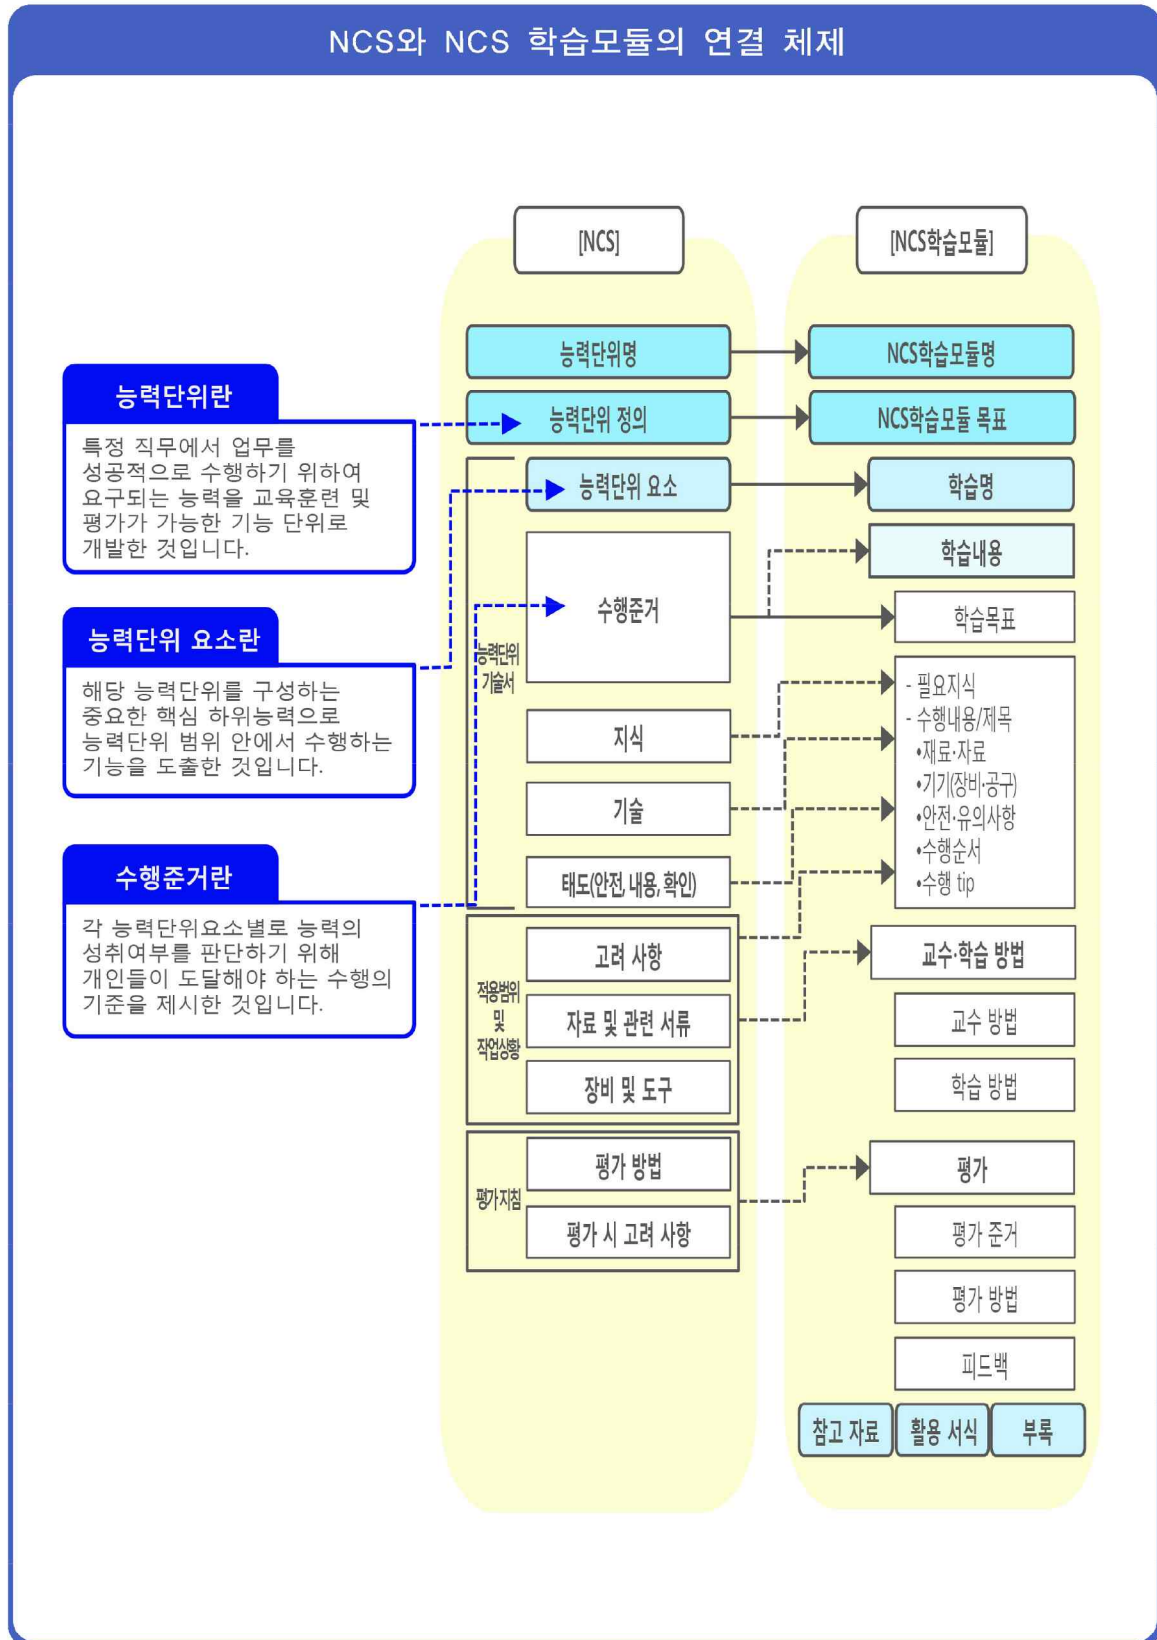 NCS와 NCS 학습모듈의 연결 체제
[NCS]
[NCS학습모듈]
능력단위명
NCS학습모듈명
능력단위란
특정 직무에서 업무를
성공적으로 수행하기 위하여
요구되는 능력을 교육훈련 및
평가가 가능한 기능 단위로
개발한 것입니다.
능력단위 정의
NCS학습모듈 목표
능력단위 요소
학습명
학습내용
수행준거
학습목표
능력단위 요소란
해당 능력단위를 구성하는
중요한 핵심 하위능력으로
능력단위 범위 안에서 수행하는
기능을 도출한 것입니다.
능력단위
기술서
- 필요지식
- 수행내용/제목
•재료·자료
•기기(장비·공구)
•안전·유의사항
•수행순서
•수행 tip
지식
기술
태도(안전, 내용, 확인)
수행준거란
각 능력단위요소별로 능력의
성취여부를 판단하기 위해
개인들이 도달해야 하는 수행의
기준을 제시한 것입니다.
적용범위
및
작업상황
고려 사항
자료 및 관련 서류
장비 및 도구
교수·학습 방법
교수 방법
학습 방법
평가지침
평가 방법
평가 시 고려 사항
평가
평가 준거
평가 방법
피드백
참고 자료
활용 서식
부록